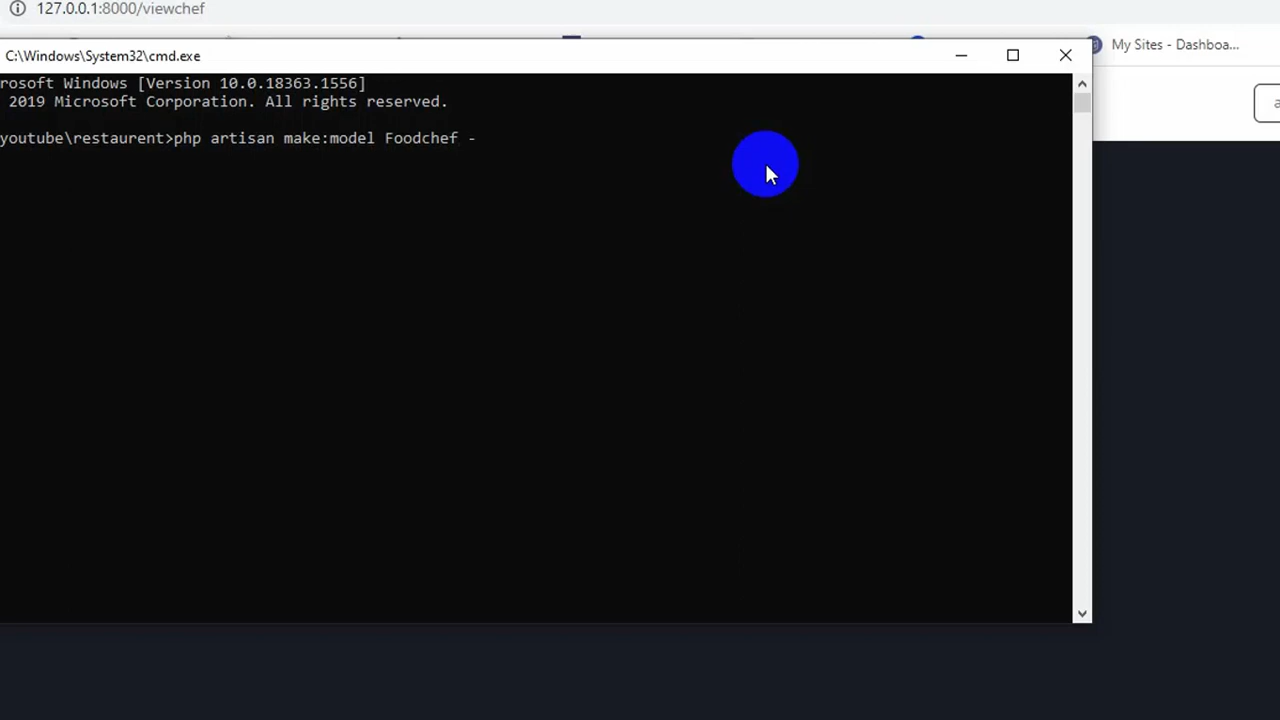 127.0.0.1:8000/viewchef
My Sites - Dashboa...
C:\Windows\System32\cmd.exe
rosoft Windows [Version 10.0.18363.1556]
2019 Microsoft Corporation. All rights reserved.
youtube\restaurent>php artisan make:model Foodchef -